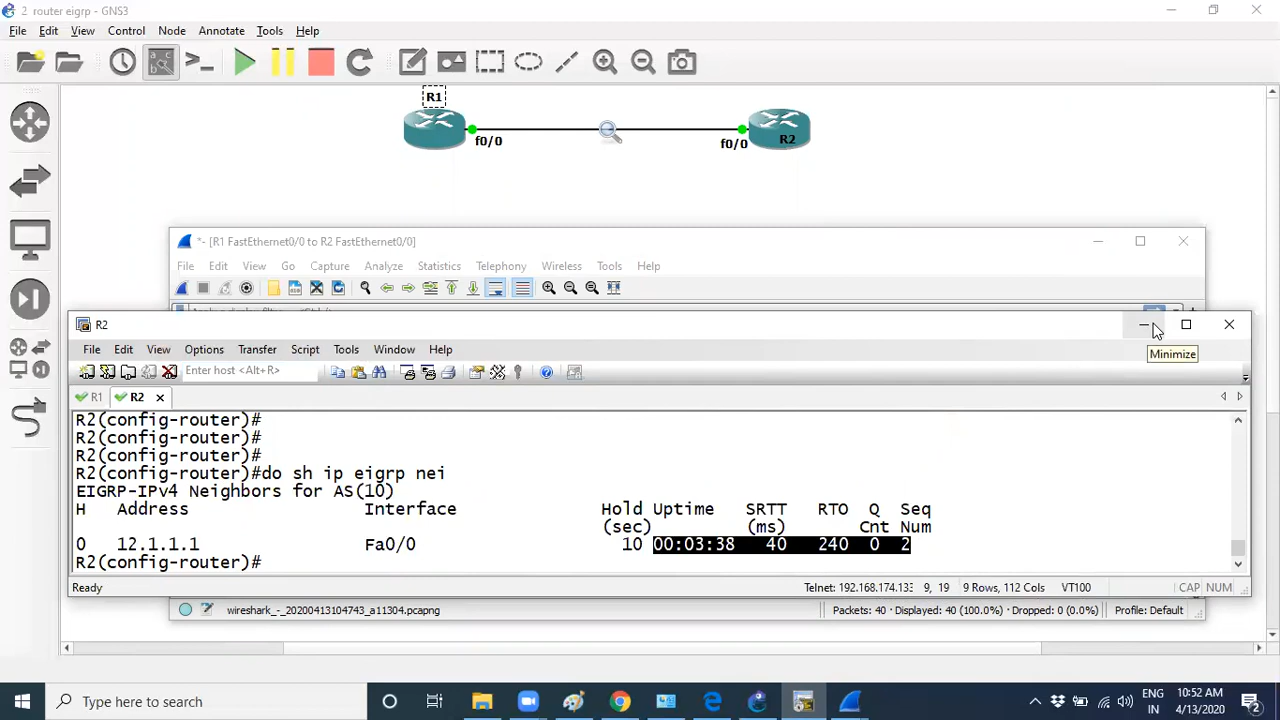 2 router eigrp - GNS3
File Edit View Control Node Annotate Tools Help
R1
f0/0 f0/0 R2
*- [R1 FastEthernet0/0 to R2 FastEthernet0/0]
File Edit View Go Capture Analyze Statistics Telephony Wireless Tools Help
R2
Minimize
File Edit View Options Transfer Script Tools Window Help
Enter host <Alt+R>
R1 R2
R2(config-router)#
R2(config-router)#
R2(config-router)#
R2(config-router)#do sh ip eigrp nei
EIGRP-IPv4 Neighbors for AS(10)
H Address Interface Hold Uptime SRTT RTO Q Seq
(sec) (ms) Cnt Num
0 12.1.1.1 Fa0/0 10 00:03:38 40 240 0 2
R2(config-router)#
Ready Telnet: 192.168.174.133 9, 19 9 Rows, 112 Cols VT100 CAP NUM
wireshark_-_20200413104743_a11304.pcapng Packets: 40 · Displayed: 40 (100.0%) · Dropped: 0 (0.0%) Profile: Default
Type here to search
ENG 10:52 AM
IN 4/13/2020
2